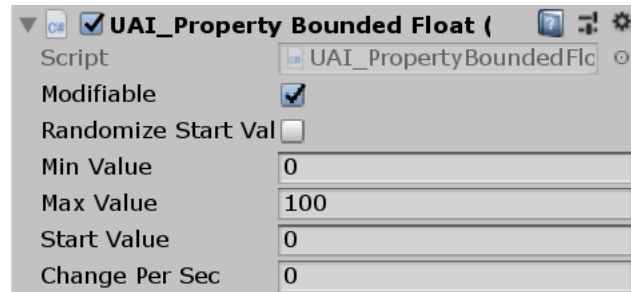 UAI_Property Bounded Float (
Script UAI_PropertyBoundedFlc
Modifiable
Randomize Start Val
Min Value 0
Max Value 100
Start Value 0
Change Per Sec 0